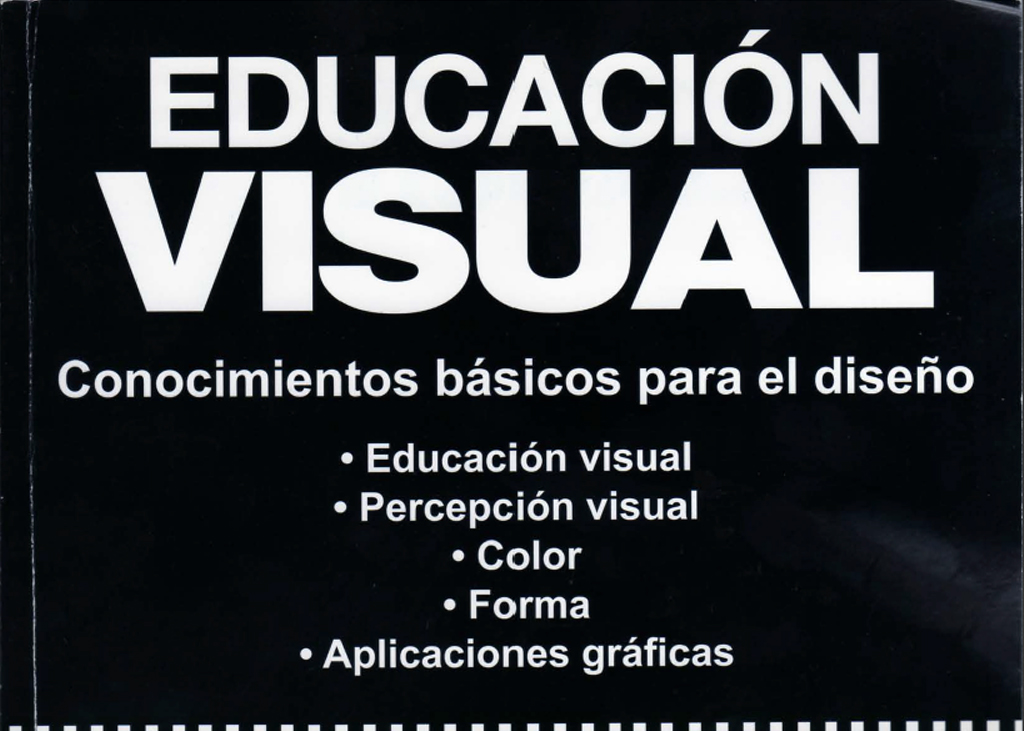 EDUCACIÓN
VISUAL
Conocimientos básicos para el diseño
• Educación visual
• Percepción visual
• Color
• Forma
• Aplicaciones gráficas